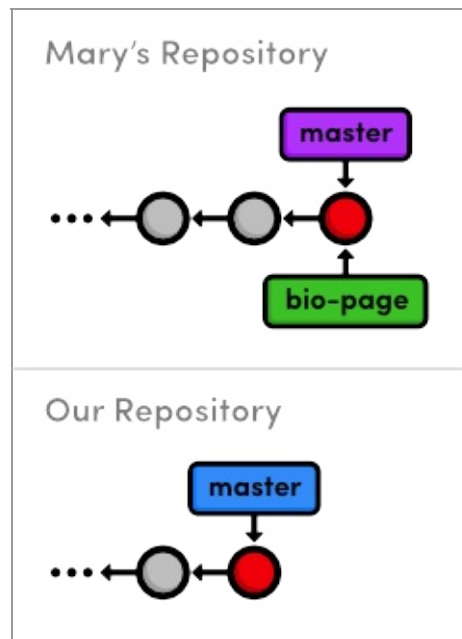 Mary's Repository
master
bio-page
Our Repository
master